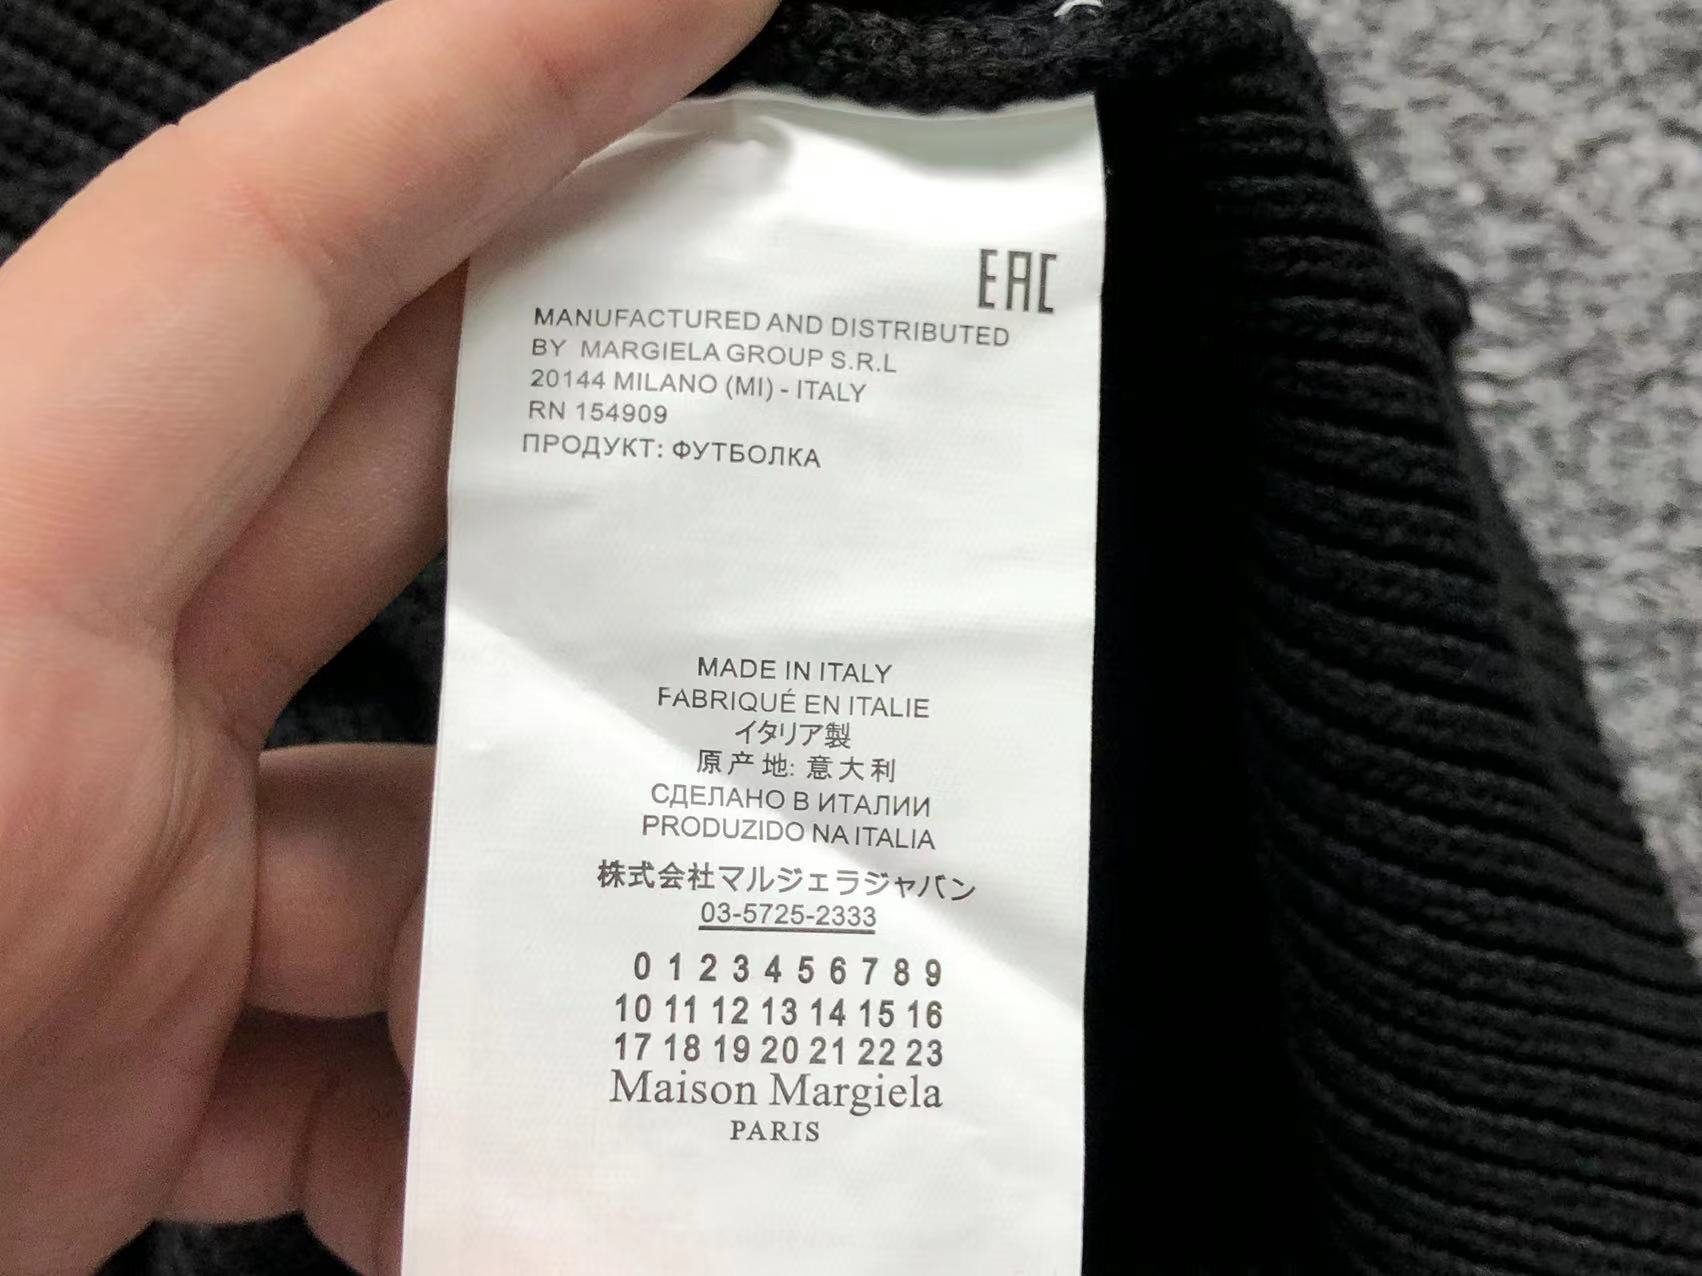 EAC
MANUFACTURED AND DISTRIBUTED
BY MARGIELA GROUP S.R.L
20144 MILANO (MI) - ITALY
RN 154909
ПРОДУКТ: ФУТБОЛКА
MADE IN ITALY
FABRIQUÉ EN ITALIE
イタリア製
原产地: 意大利
СДЕЛАНО В ИТАЛИИ
PRODUZIDO NA ITALIA
株式会社マルジェラジャパン
03-5725-2333
0 1 2 3 4 5 6 7 8 9
10 11 12 13 14 15 16
17 18 19 20 21 22 23
Maison Margiela
PARIS